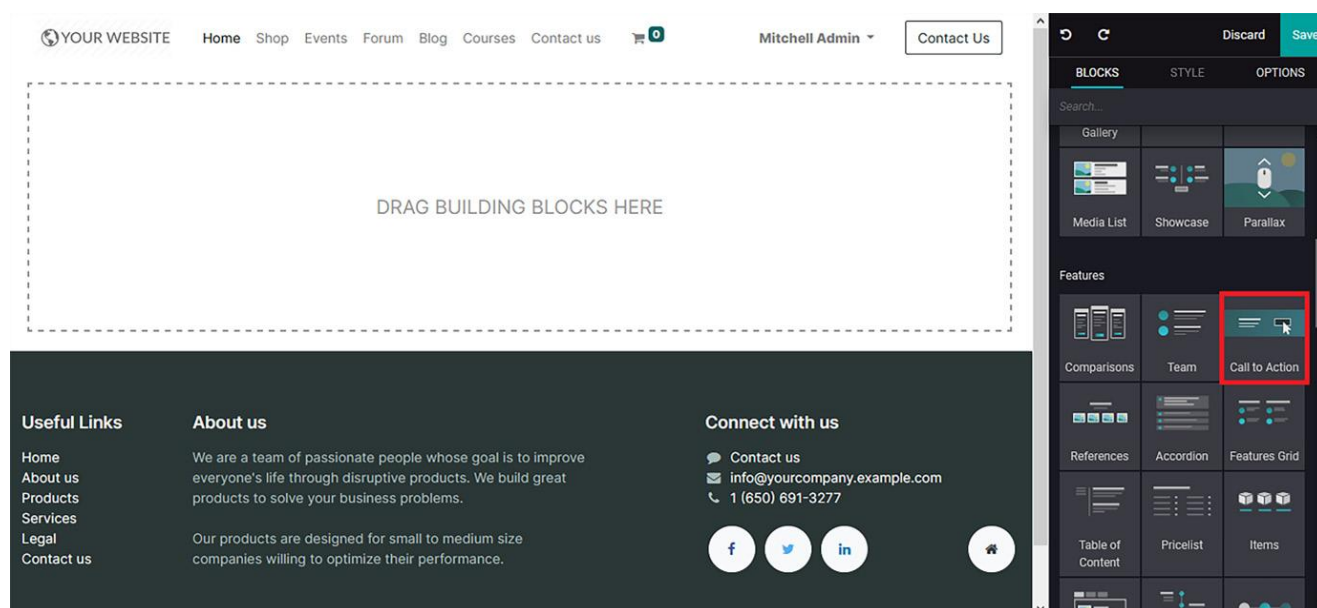 YOUR WEBSITE Home Shop Events Forum Blog Courses Contact us 0 Mitchell Admin Contact Us
DRAG BUILDING BLOCKS HERE
Useful Links
Home
About us
Products
Services
Legal
Contact us
About us
We are a team of passionate people whose goal is to improve
everyone's life through disruptive products. We build great
products to solve your business problems.
Our products are designed for small to medium size
companies willing to optimize their performance.
Connect with us
Contact us
info@yourcompany.example.com
1 (650) 691-3277
f in
Discard Save
BLOCKS STYLE OPTIONS
Search...
Gallery
Media List Showcase Parallax
Features
Comparisons Team Call to Action
References Accordion Features Grid
Table of
Content
Pricelist Items